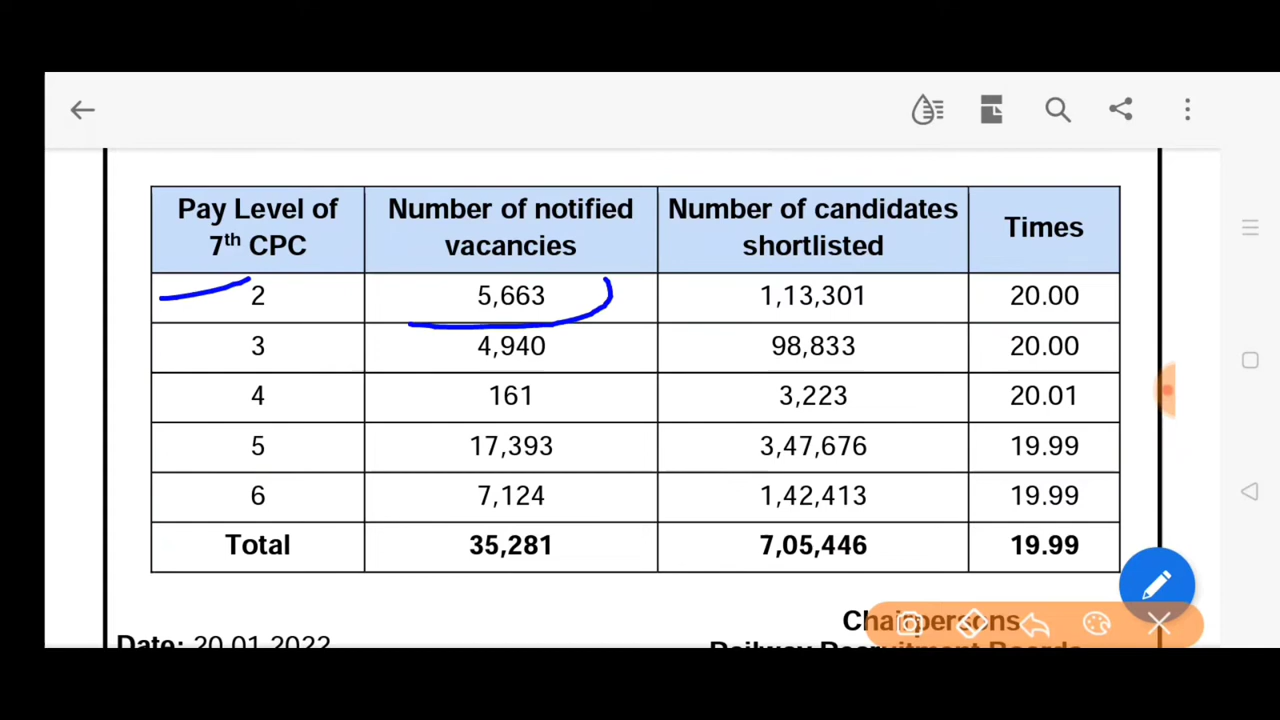 Pay Level of 7th CPC Number of notified vacancies Number of candidates shortlisted Times
2 5,663 1,13,301 20.00
3 4,940 98,833 20.00
4 161 3,223 20.01
5 17,393 3,47,676 19.99
6 7,124 1,42,413 19.99
Total 35,281 7,05,446 19.99
Chairpersons
Date: 20.01.2022 Railway Recruitment Boards